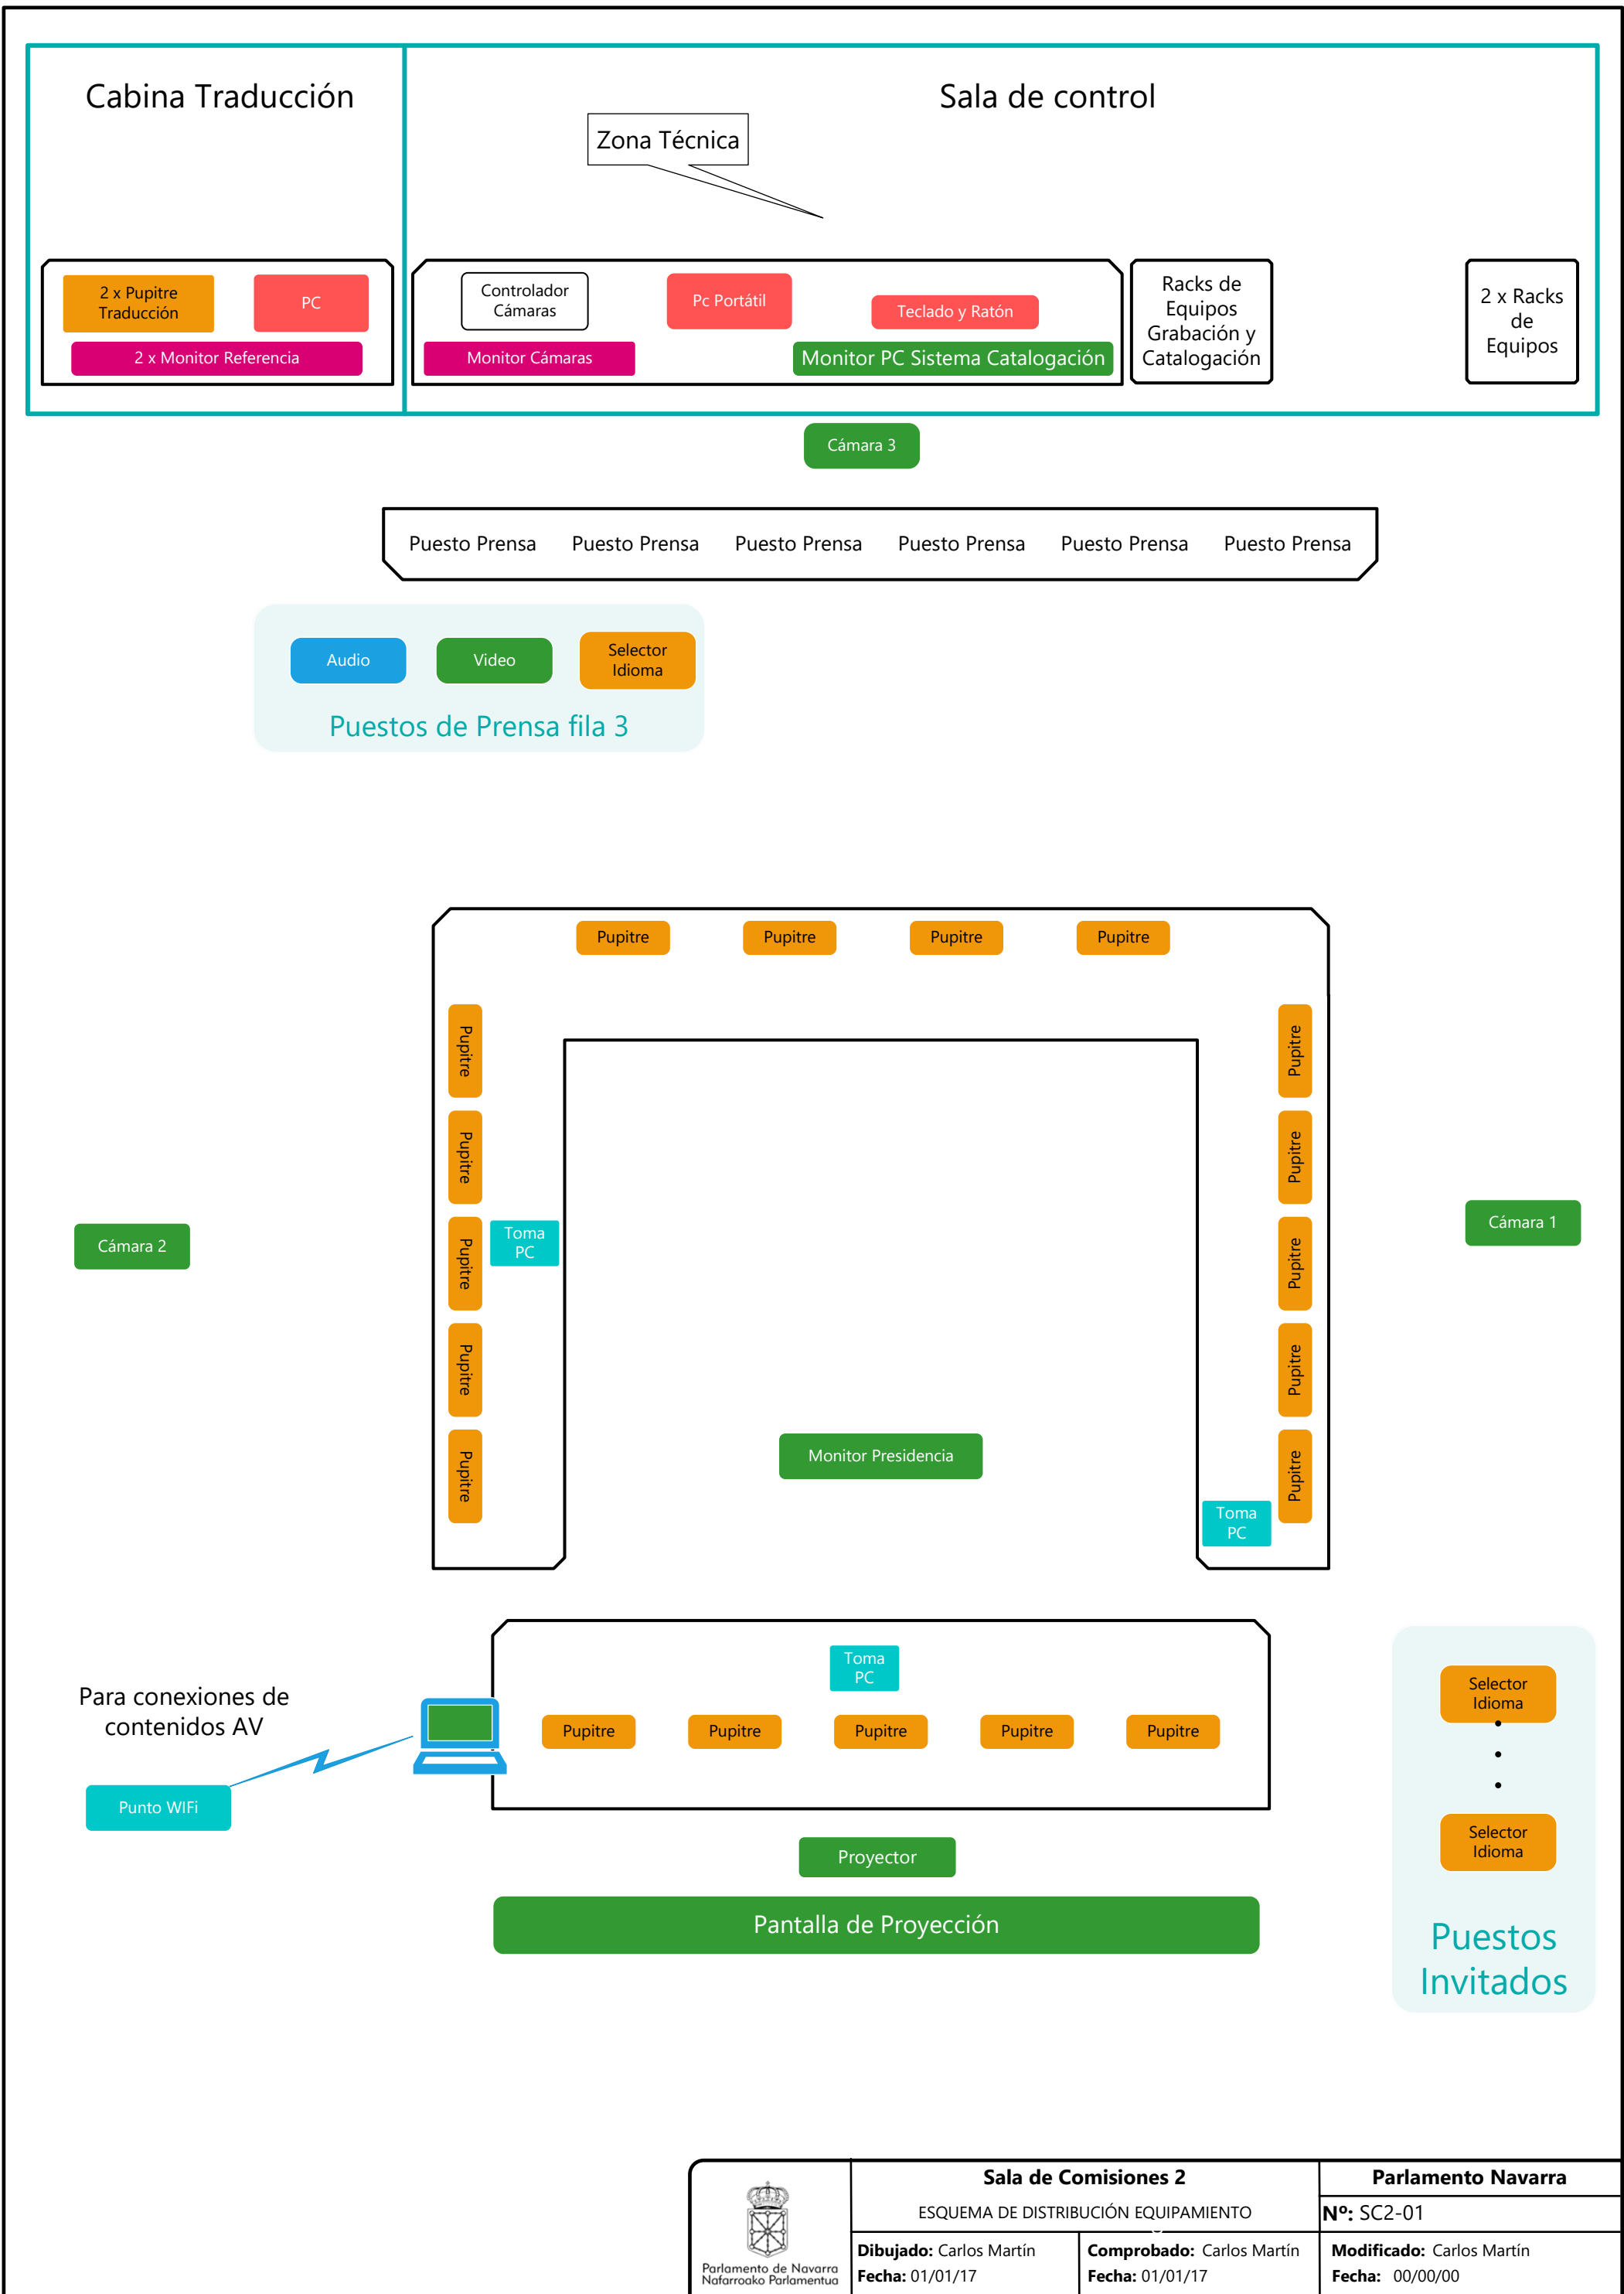 Cabina Traducción
Sala de control
Zona Técnica
2 x Pupitre
Traducción
PC
2 x Monitor Referencia
Controlador
Cámaras
Pc Portátil
Teclado y Ratón
Monitor Cámaras
Monitor PC Sistema Catalogación
Racks de
Equipos
Grabación y
Catalogación
2 x Racks
de
Equipos
Cámara 3
Puesto Prensa Puesto Prensa Puesto Prensa Puesto Prensa Puesto Prensa Puesto Prensa
Audio
Video
Selector
Idioma
Puestos de Prensa fila 3
Pupitre Pupitre Pupitre Pupitre
Pupitre
Pupitre
Pupitre
Pupitre
Pupitre
Pupitre
Pupitre
Pupitre
Pupitre
Pupitre
Toma
PC
Cámara 2
Cámara 1
Monitor Presidencia
Toma
PC
Toma
PC
Pupitre Pupitre Pupitre Pupitre Pupitre
Para conexiones de
contenidos AV
Punto WIFi
Proyector
Pantalla de Proyección
Selector
Idioma
Selector
Idioma
Puestos
Invitados
Parlamento de Navarra
Nafarroako Parlamentua
Sala de Comisiones 2
ESQUEMA DE DISTRIBUCIÓN EQUIPAMIENTO
Parlamento Navarra
Nº: SC2-01
Dibujado: Carlos Martín
Fecha: 01/01/17
Comprobado: Carlos Martín
Fecha: 01/01/17
Modificado: Carlos Martín
Fecha: 00/00/00